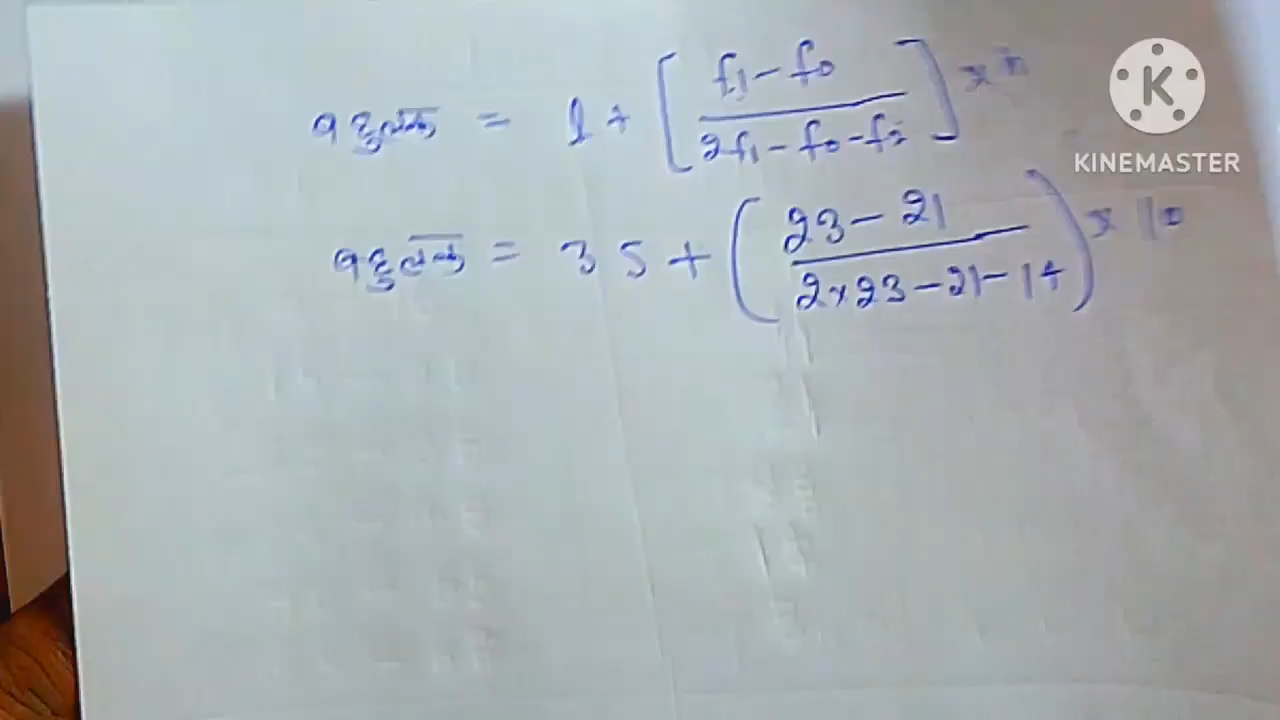 बहुलक = l + [ f1 - f0 / 2f1 - f0 - f2 ] × h
बहुलक = 35 + ( 23 - 21 / 2×23 - 21 - 14 ) × 10
KINEMASTER